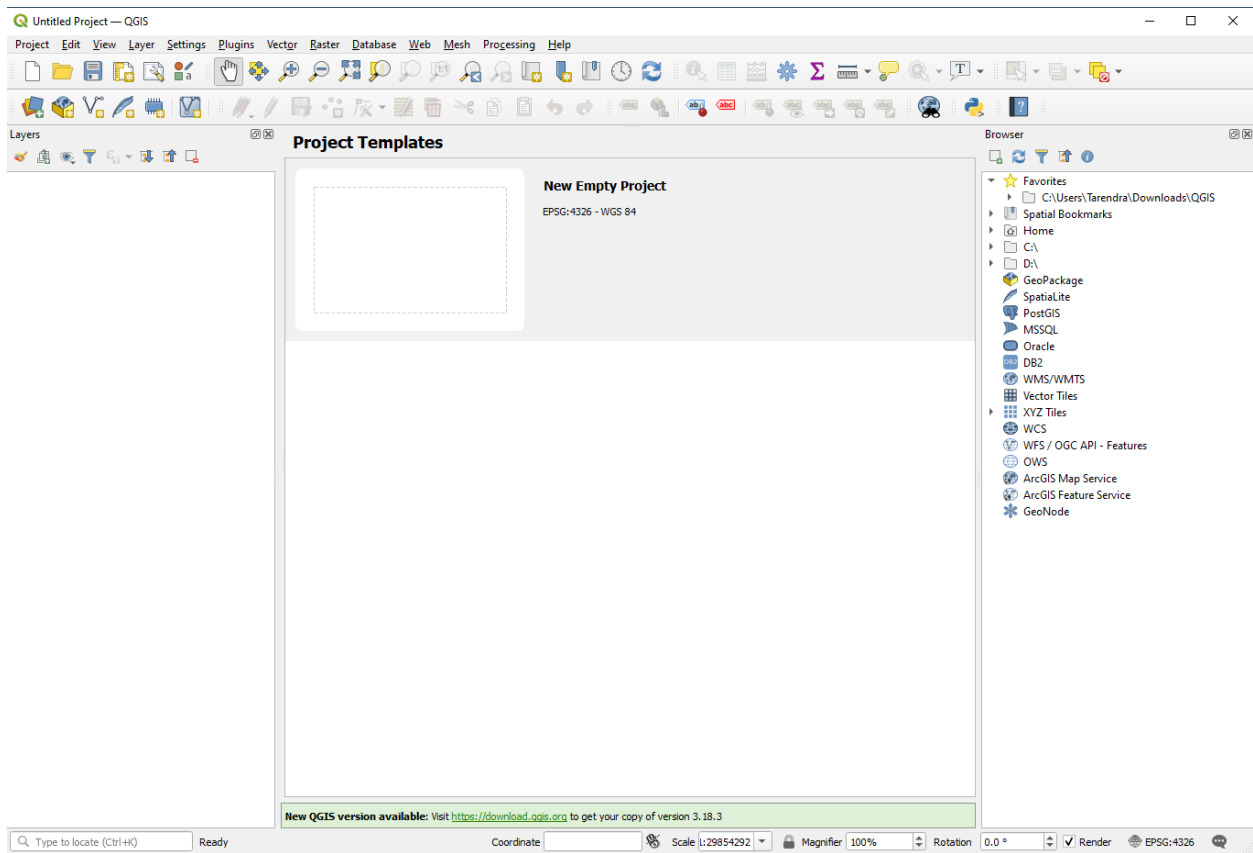 Untitled Project — QGIS
Project Edit View Layer Settings Plugins Vector Raster Database Web Mesh Processing Help
Layers
Project Templates
New Empty Project
EPSG:4326 - WGS 84
New QGIS version available: Visit https://download.qgis.org to get your copy of version 3.18.3
Browser
Favorites
C:\Users\Tarendra\Downloads\QGIS
Spatial Bookmarks
Home
C:\
D:\
GeoPackage
SpatiaLite
PostGIS
MSSQL
Oracle
DB2
WMS/WMTS
Vector Tiles
XYZ Tiles
WCS
WFS / OGC API - Features
OWS
ArcGIS Map Service
ArcGIS Feature Service
GeoNode
Type to locate (Ctrl+K) Ready Coordinate Scale 1:29854292 Magnifier 100% Rotation 0.0 ° Render EPSG:4326